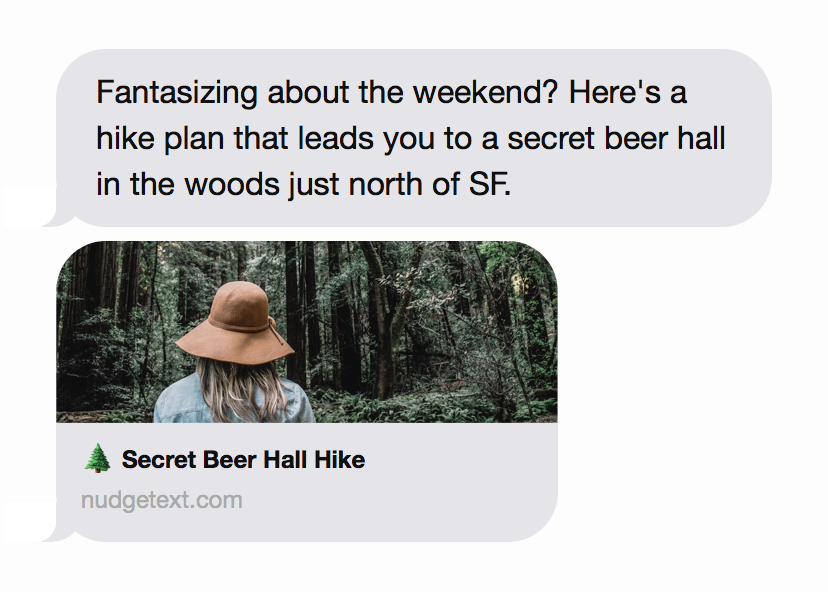 Fantasizing about the weekend? Here's a
hike plan that leads you to a secret beer hall
in the woods just north of SF.
🌲 Secret Beer Hall Hike
nudgetext.com